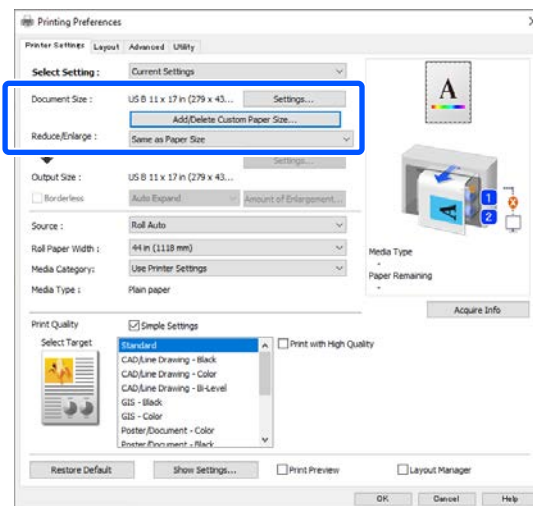 Printing Preferences
Printer Settings Layout Advanced Utility
Select Setting : Current Settings
Document Size : US B 11 x 17 in (279 x 43... Settings...
Add/Delete Custom Paper Size...
Reduce/Enlarge : Same as Paper Size
Settings...
Output Size : US B 11 x 17 in (279 x 43...
Borderless Auto Expand Amount of Enlargement...
Source : Roll Auto
Roll Paper Width : 44 in (1118 mm)
Media Category: Use Printer Settings
Media Type : Plain paper
A
A
1
2
Media Type
-
Paper Remaining
-
Acquire Info
Print Quality Simple Settings
Select Target
Standard
CAD/Line Drawing - Black
CAD/Line Drawing - Color
CAD/Line Drawing - Bi-Level
GIS - Black
GIS - Color
Poster/Document - Color
Poster/Document - Black
Print with High Quality
Restore Default Show Settings... Print Preview Layout Manager
OK Cancel Help